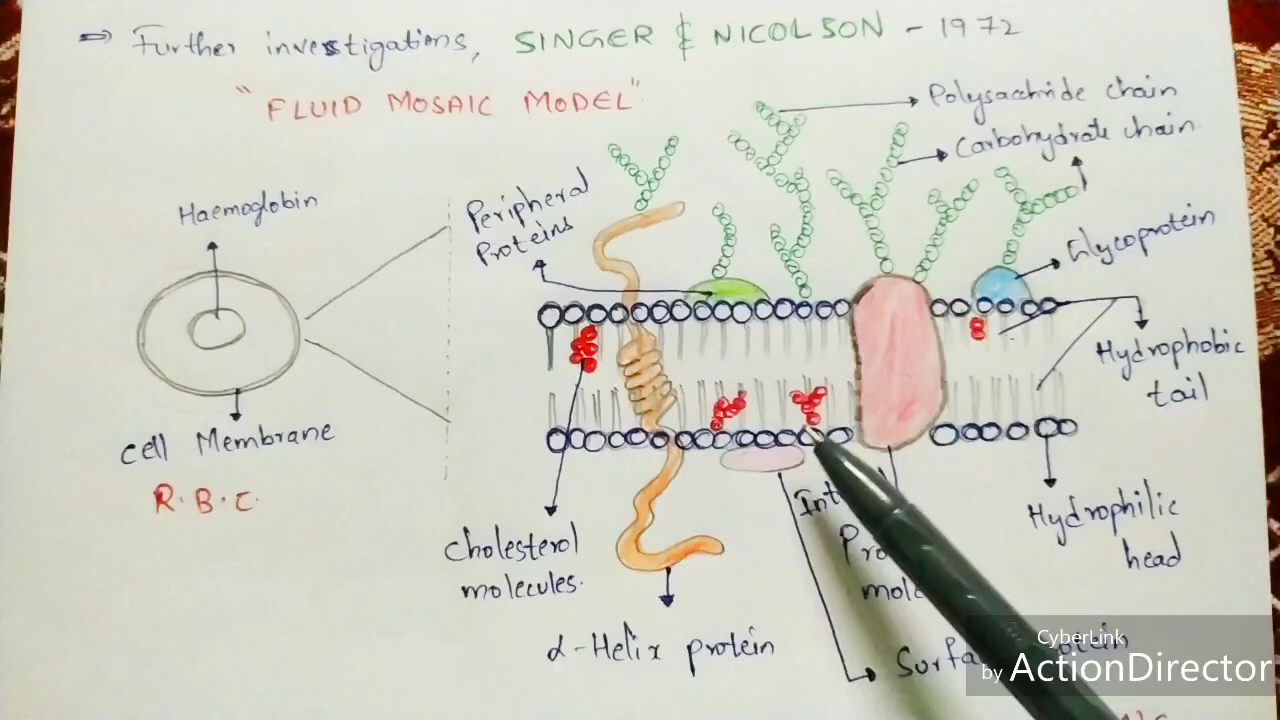 ⇒ Further investigations, SINGER & NICOLSON - 1972
"FLUID MOSAIC MODEL"
Polysacchride chain
Carbohydrate chain
Haemoglobin
Peripheral
Proteins
Glycoprotein
Hydrophobic
tail
cell Membrane
R.B.C.
Hydrophilic
head
cholesterol
molecules.
α-Helix protein
CyberLink
by ActionDirector